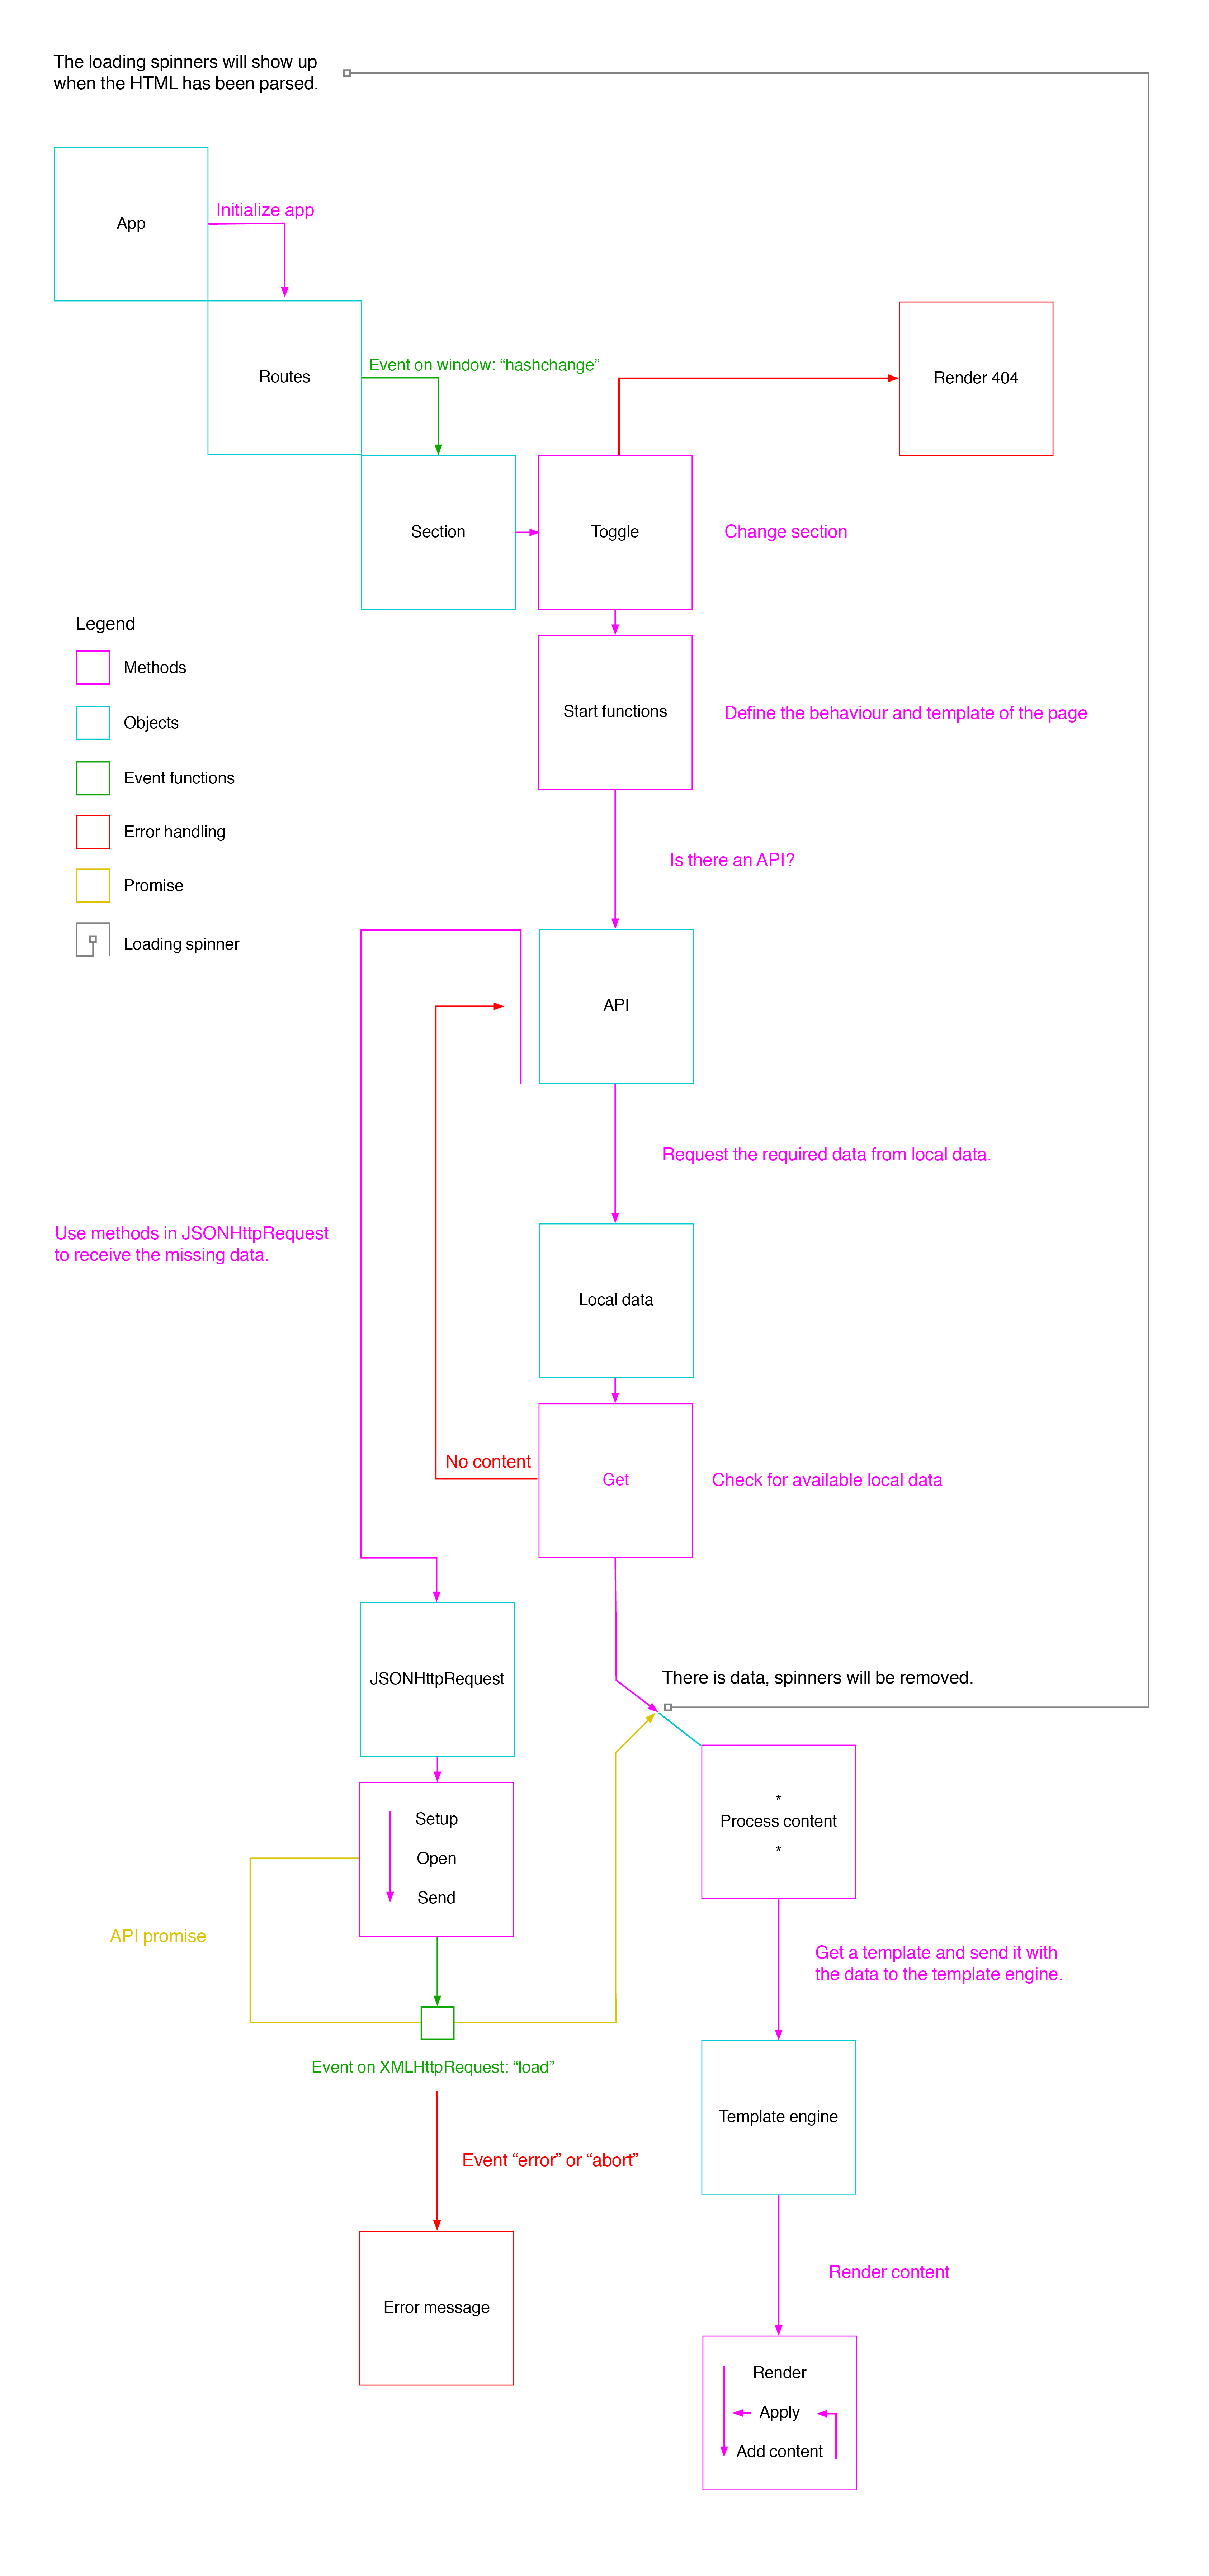 The loading spinners will show up
when the HTML has been parsed.
App
Initialize app
Routes
Event on window: “hashchange”
Render 404
Section
Toggle
Change section
Legend
Methods
Objects
Event functions
Error handling
Promise
Loading spinner
Start functions
Define the behaviour and template of the page
Is there an API?
API
Request the required data from local data.
Use methods in JSONHttpRequest
to receive the missing data.
Local data
No content
Get
Check for available local data
JSONHttpRequest
There is data, spinners will be removed.
Setup
Open
Send
*
Process content
*
API promise
Get a template and send it with
the data to the template engine.
Event on XMLHttpRequest: “load”
Template engine
Event “error” or “abort”
Render content
Error message
Render
Apply
Add content